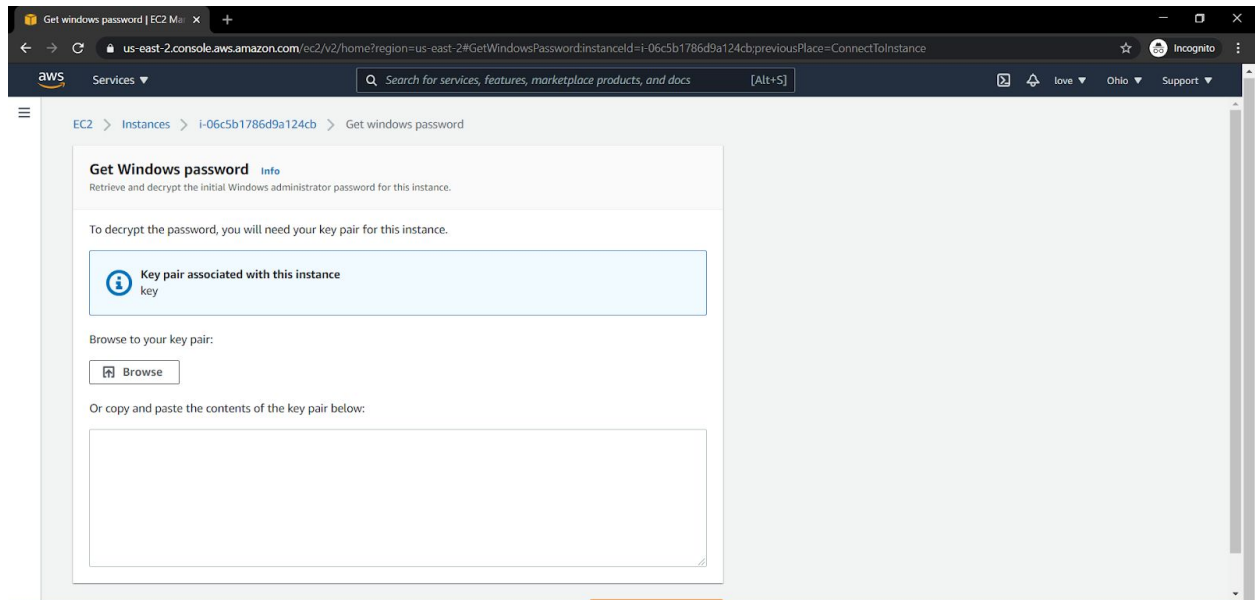 Get windows password | EC2 Ma
us-east-2.console.aws.amazon.com/ec2/v2/home?region=us-east-2#GetWindowsPassword:instanceId=i-06c5b1786d9a124cb;previousPlace=ConnectToInstance
Incognito
aws
Services
Search for services, features, marketplace products, and docs
[Alt+S]
love
Ohio
Support
EC2 > Instances > i-06c5b1786d9a124cb > Get windows password
Get Windows password Info
Retrieve and decrypt the initial Windows administrator password for this instance.
To decrypt the password, you will need your key pair for this instance.
Key pair associated with this instance
key
Browse to your key pair:
Browse
Or copy and paste the contents of the key pair below: